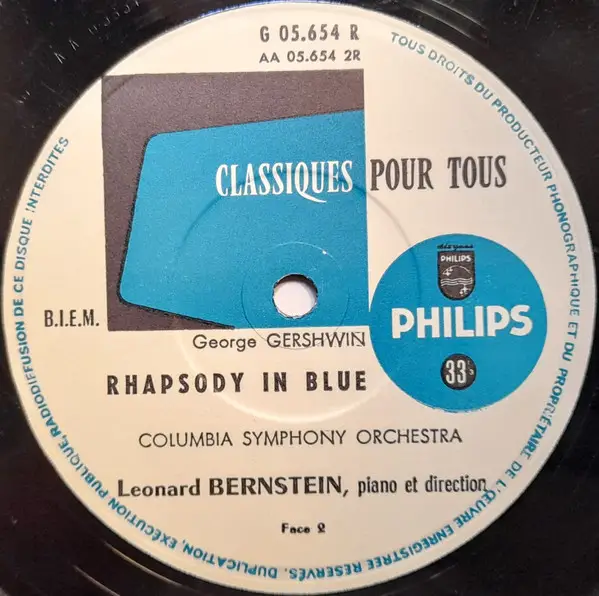 G 05.654 R
AA 05.654 2R
CLASSIQUES POUR TOUS
disques
PHILIPS
PHILIPS
33⅓
B.I.E.M.
George GERSHWIN
RHAPSODY IN BLUE
COLUMBIA SYMPHONY ORCHESTRA
Leonard BERNSTEIN, piano et direction
Face 2
TOUS DROITS DU PRODUCTEUR PHONOGRAPHIQUE ET DU PROPRIÉTAIRE DE L'ŒUVRE ENREGISTRÉE RÉSERVÉS. DUPLICATION, EXÉCUTION PUBLIQUE, RADIODIFFUSION DE CE DISQUE INTERDITES